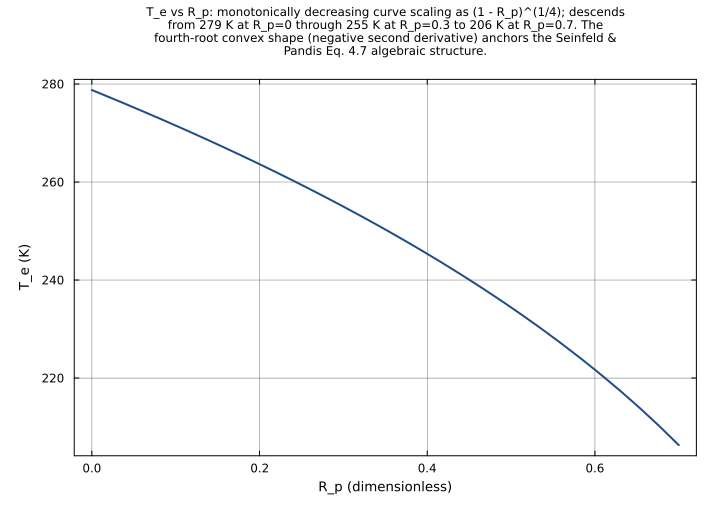 T_e vs R_p: monotonically decreasing curve scaling as (1 - R_p)^(1/4); descends
from 279 K at R_p=0 through 255 K at R_p=0.3 to 206 K at R_p=0.7. The
fourth-root convex shape (negative second derivative) anchors the Seinfeld &
Pandis Eq. 4.7 algebraic structure.
280
260
240
220
T_e (K)
0.0
0.2
0.4
0.6
R_p (dimensionless)